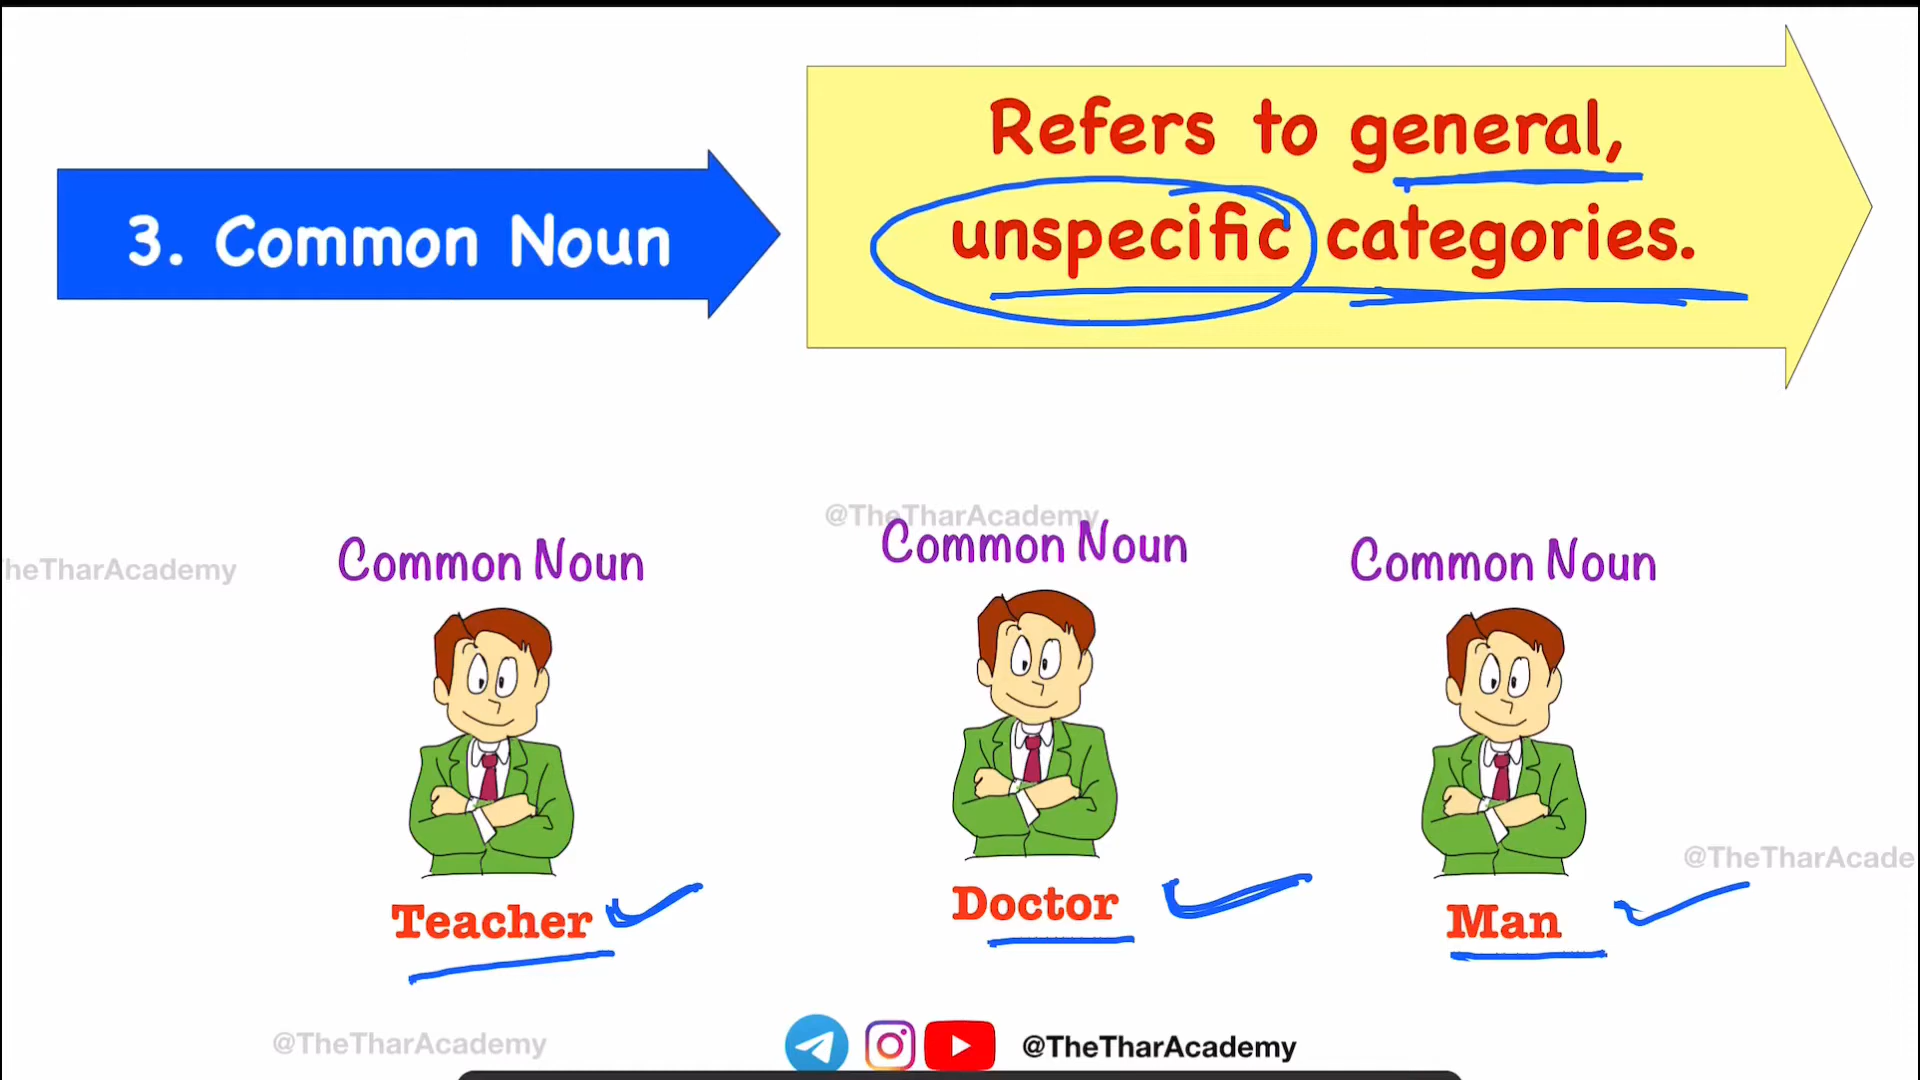 Refers to general,
3. Common Noun
unspecific categories.
@TheTharAcademy
Common Noun
Common Noun
Common Noun
heTharAcademy
@TheTharAcade
Teacher
Doctor
Man
@TheTharAcademy
@TheTharAcademy